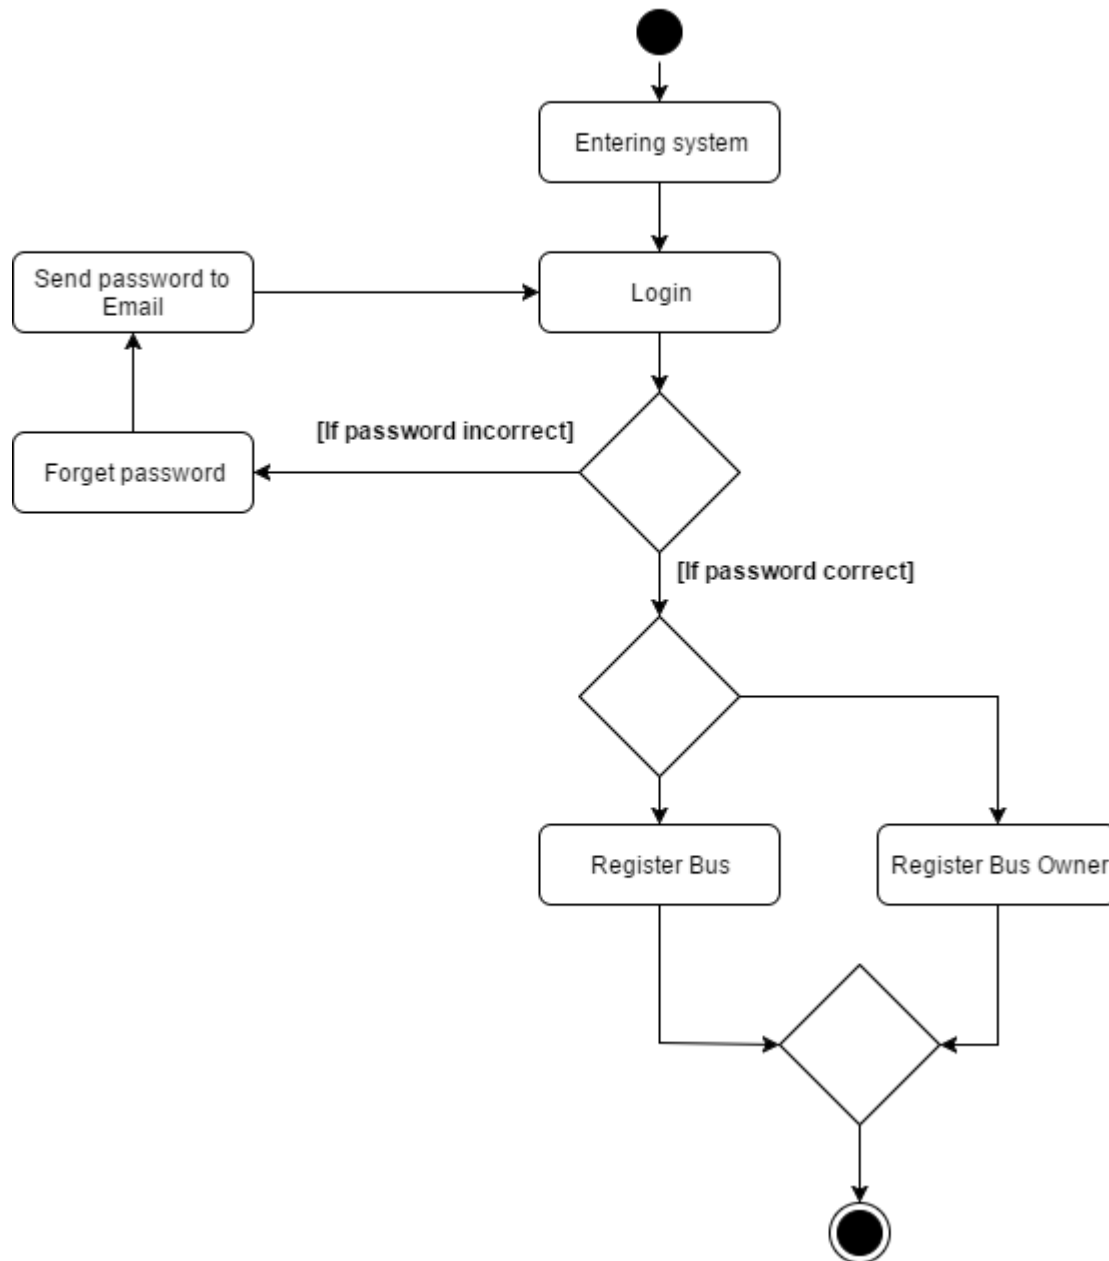 Entering system
Send password to
Email
Login
[If password incorrect]
Forget password
[If password correct]
Register Bus
Register Bus Owner